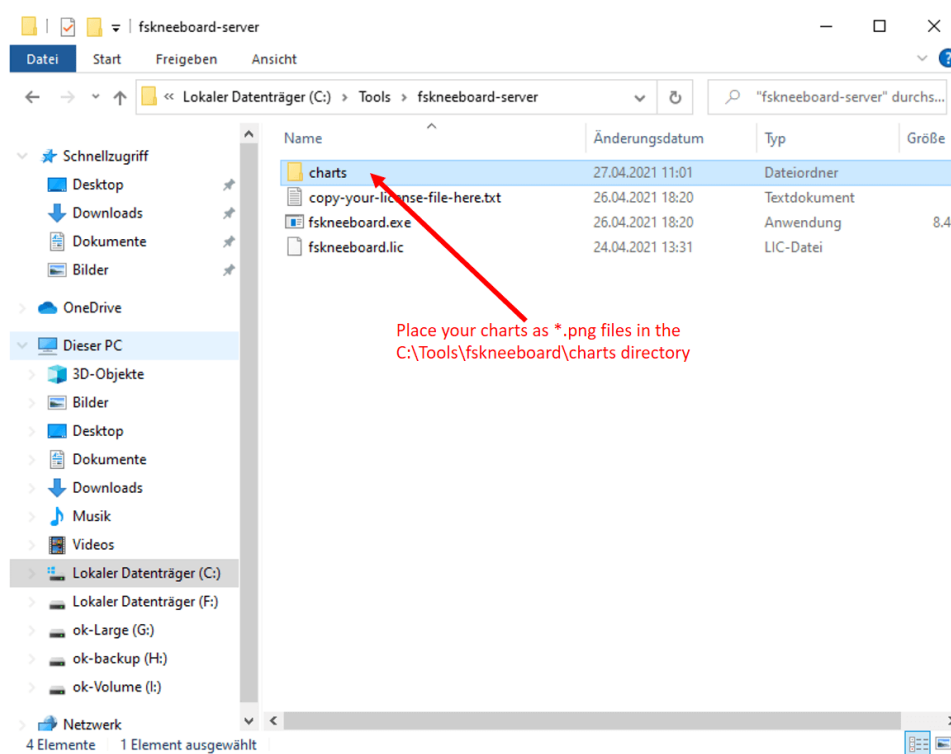 fskneeboard-server
Datei Start Freigeben Ansicht
« Lokaler Datenträger (C:) › Tools › fskneeboard-server
"fskneeboard-server" durchs...
Name Änderungsdatum Typ Größe
charts 27.04.2021 11:01 Dateiordner
copy-your-license-file-here.txt 26.04.2021 18:20 Textdokument
fskneeboard.exe 26.04.2021 18:20 Anwendung 8.4
fskneeboard.lic 24.04.2021 13:31 LIC-Datei
Place your charts as *.png files in the
C:\Tools\fskneeboard\charts directory
Schnellzugriff
Desktop
Downloads
Dokumente
Bilder
OneDrive
Dieser PC
3D-Objekte
Bilder
Desktop
Dokumente
Downloads
Musik
Videos
Lokaler Datenträger (C:)
Lokaler Datenträger (F:)
ok-Large (G:)
ok-backup (H:)
ok-Volume (I:)
Netzwerk
4 Elemente 1 Element ausgewählt